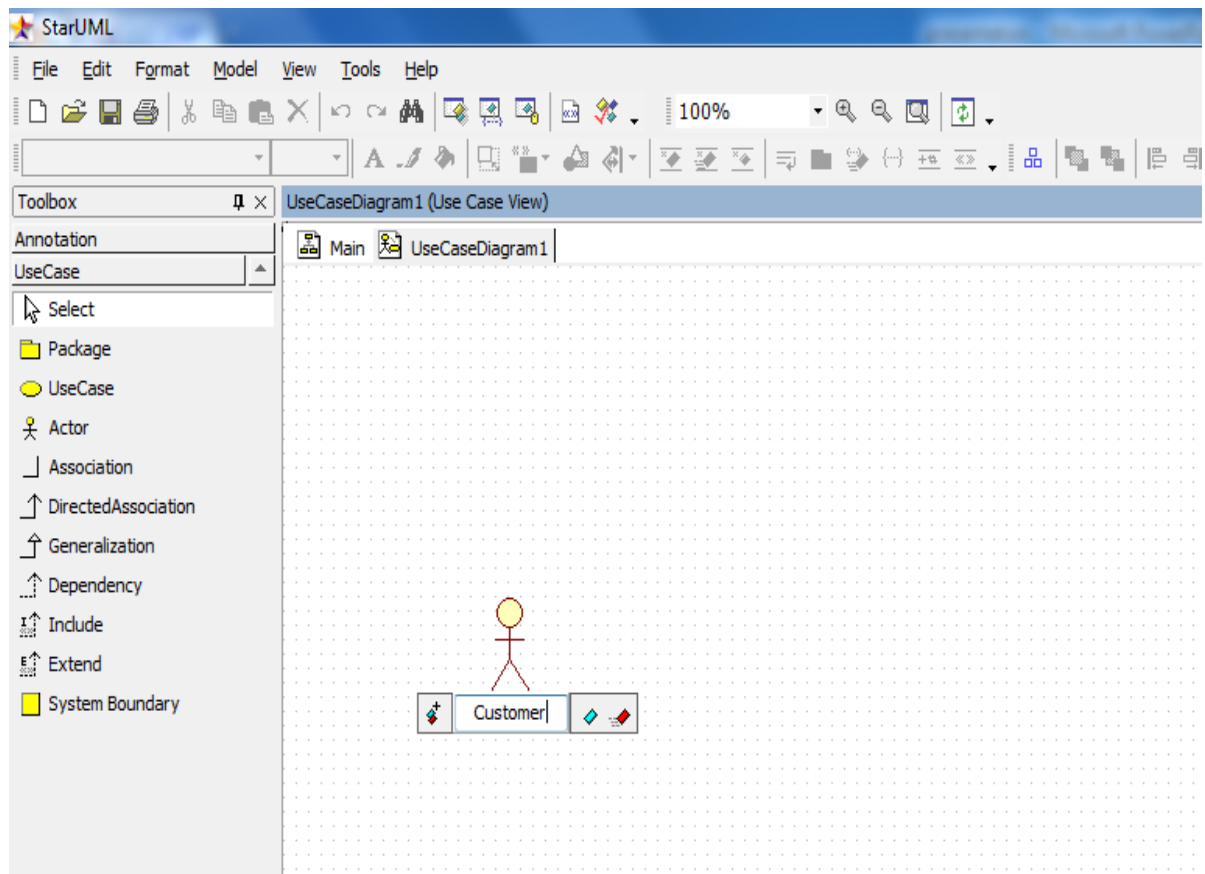 StarUML
File Edit Format Model View Tools Help
100%
Toolbox
UseCaseDiagram1 (Use Case View)
Annotation
Main UseCaseDiagram1
UseCase
Select
Package
UseCase
Actor
Association
DirectedAssociation
Generalization
Dependency
Include
Extend
System Boundary
Customer